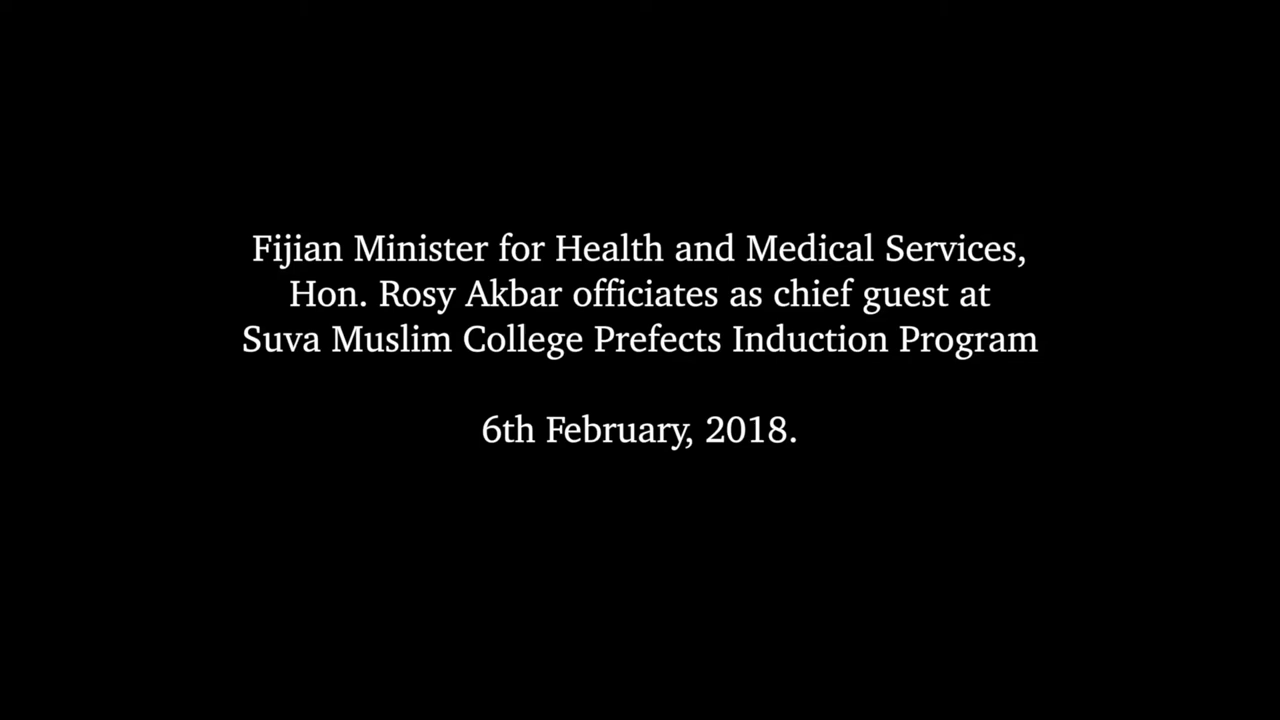 Fijian Minister for Health and Medical Services,
Hon. Rosy Akbar officiates as chief guest at
Suva Muslim College Prefects Induction Program
6th February, 2018.